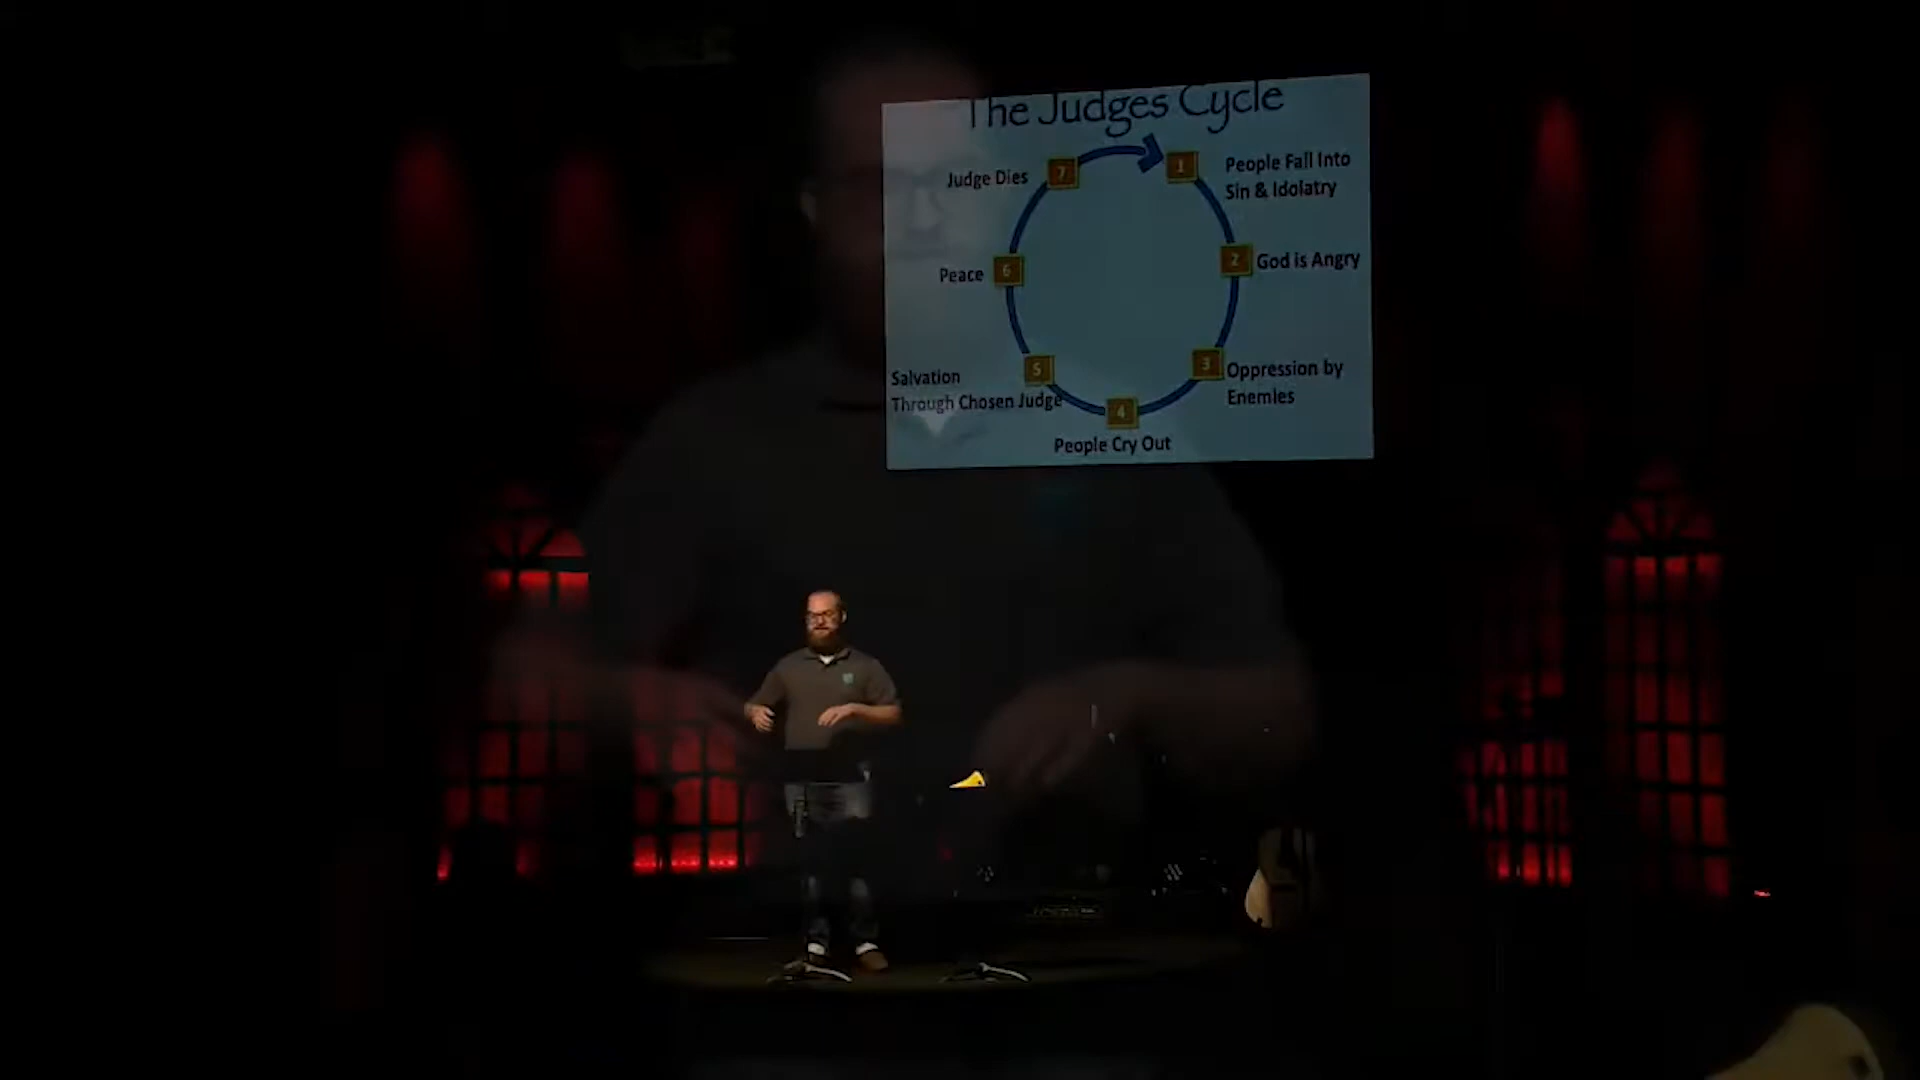 The Judges Cycle
1
People Fall Into
Sin & Idolatry
2
God is Angry
3
Oppression by
Enemies
4
People Cry Out
5
Salvation
Through Chosen Judge
6
Peace
7
Judge Dies